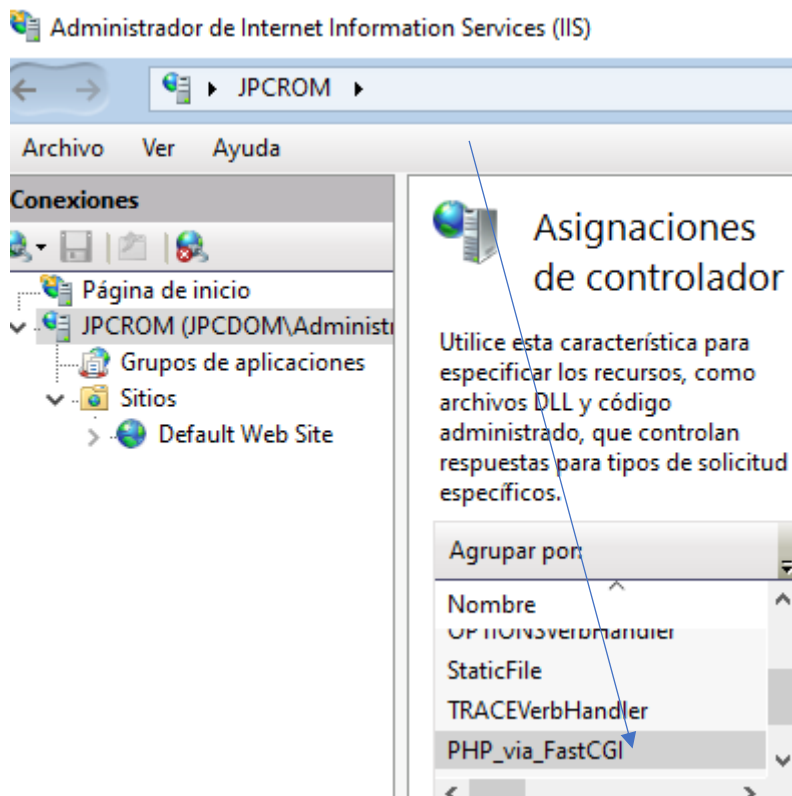 Administrador de Internet Information Services (IIS)
JPCROM
Archivo Ver Ayuda
Conexiones
Página de inicio
JPCROM (JPCDOM\Administr
Grupos de aplicaciones
Sitios
Default Web Site
Asignaciones
de controlador
Utilice esta característica para
especificar los recursos, como
archivos DLL y código
administrado, que controlan
respuestas para tipos de solicitud
específicos.
Agrupar por:
Nombre
OPTIONSVerbHandler
StaticFile
TRACEVerbHandler
PHP_via_FastCGI